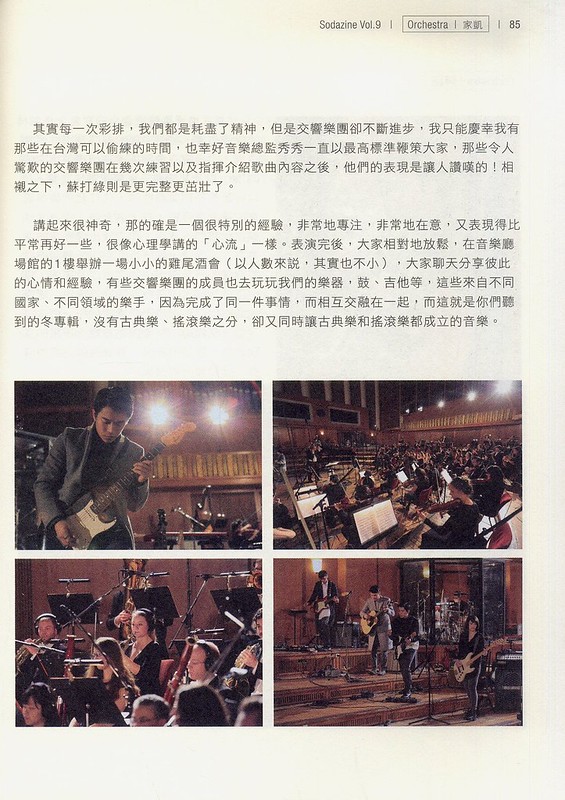 Sodazine Vol.9 | Orchestra | 家凱 | 85
其實每一次彩排，我們都是耗盡了精神，但是交響樂團卻不斷進步，我只能慶幸我有
那些在台灣可以偷練的時間，也幸好音樂總監秀秀一直以最高標準鞭策大家，那些令人
驚歎的交響樂團在幾次練習以及指揮介紹歌曲內容之後，他們的表現是讓人讚嘆的！相
襯之下，蘇打綠則是更完整更茁壯了。
講起來很神奇，那的確是一個很特別的經驗，非常地專注，非常地在意，又表現得比
平常再好一些，很像心理學講的「心流」一樣。表演完後，大家相對地放鬆，在音樂廳
場館的1樓舉辦一場小小的雞尾酒會（以人數來說，其實也不小），大家聊天分享彼此
的心情和經驗，有些交響樂團的成員也去玩玩我們的樂器，鼓、吉他等，這些來自不同
國家、不同領域的樂手，因為完成了同一件事情，而相互交融在一起，而這就是你們聽
到的冬專輯，沒有古典樂、搖滾樂之分，卻又同時讓古典樂和搖滾樂都成立的音樂。